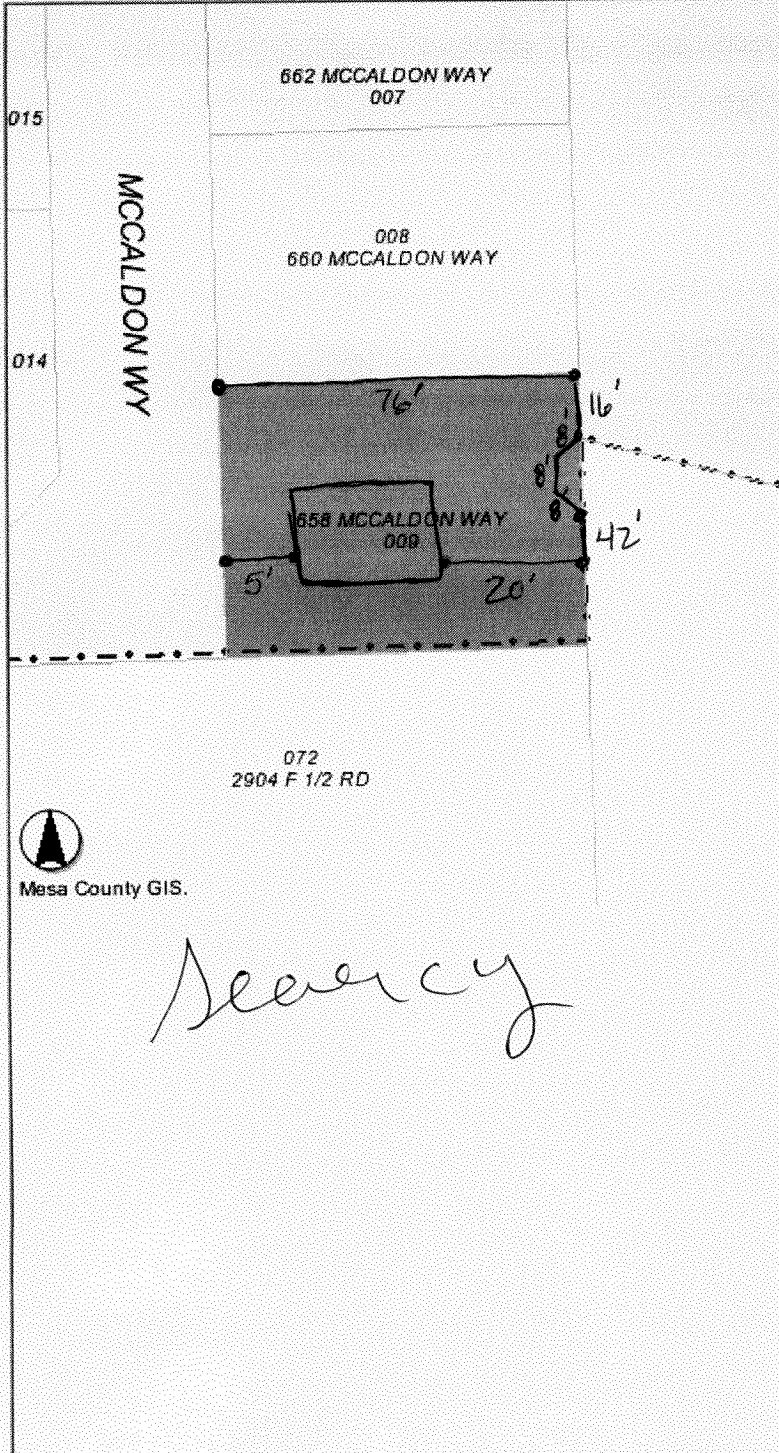 662 MCCALDON WAY
007
015
MCCALDON WY
008
660 MCCALDON WAY
014
76'
16'
8'
8'
8'
658 MCCALDON WAY
009
42'
5'
20'
072
2904 F 1/2 RD
Mesa County GIS.
Searcy